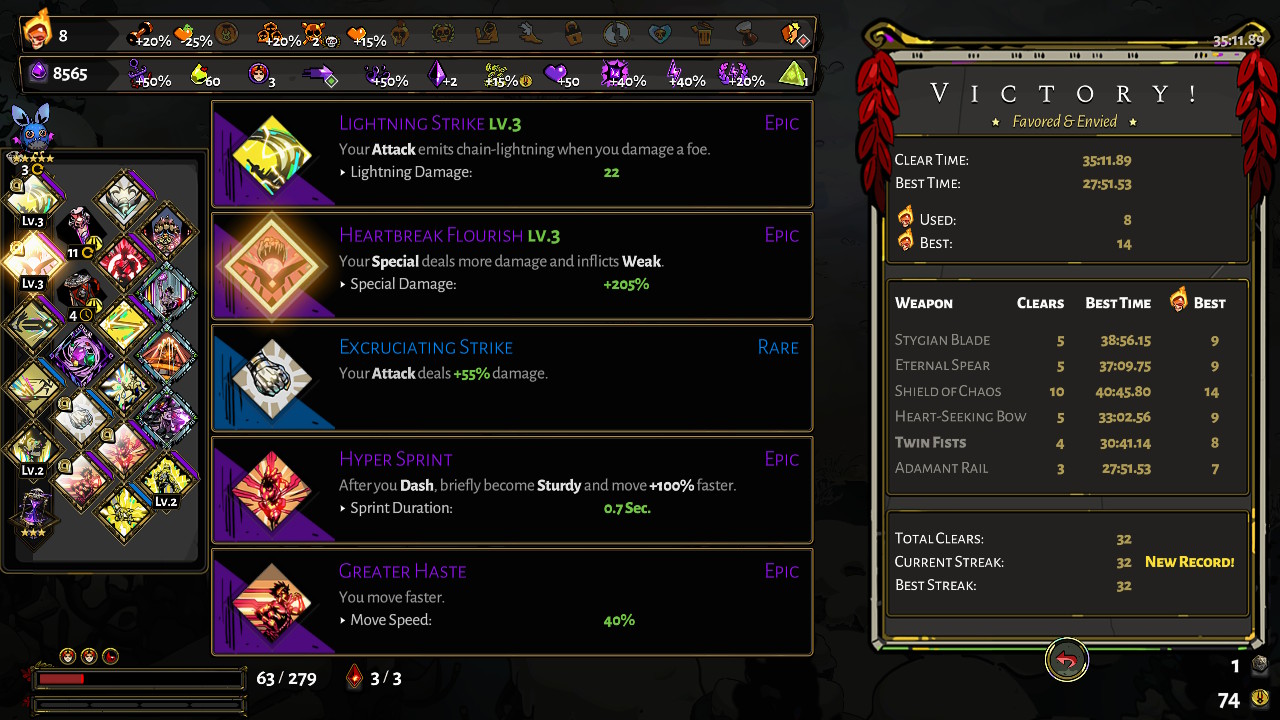 8
+20%
-25%
+20%
2
+15%
8565
+50%
60
3
+50%
+2
+15%
+50
+40%
+40%
+20%
1
3
Lv.3
11
Lv.3
4
Lv.2
Lv.2
Lightning Strike Lv.3 Epic
Your Attack emits chain-lightning when you damage a foe.
Lightning Damage: 22
Heartbreak Flourish Lv.3 Epic
Your Special deals more damage and inflicts Weak.
Special Damage: +205%
Excruciating Strike Rare
Your Attack deals +55% damage.
Hyper Sprint Epic
After you Dash, briefly become Sturdy and move +100% faster.
Sprint Duration: 0.7 Sec.
Greater Haste Epic
You move faster.
Move Speed: 40%
63 / 279
3 / 3
35:11.89
Victory!
Favored & Envied
Clear Time: 35:11.89
Best Time: 27:51.53
Used: 8
Best: 14
Weapon Clears Best Time Best
Stygian Blade 5 38:56.15 9
Eternal Spear 5 37:09.75 9
Shield of Chaos 10 40:45.80 14
Heart-Seeking Bow 5 33:02.56 9
Twin Fists 4 30:41.14 8
Adamant Rail 3 27:51.53 7
Total Clears: 32
Current Streak: 32 New Record!
Best Streak: 32
1
74